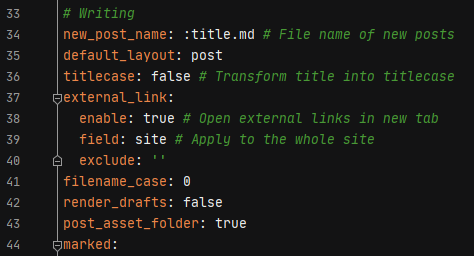 33 # Writing
34 new_post_name: :title.md # File name of new posts
35 default_layout: post
36 titlecase: false # Transform title into titlecase
37 external_link:
38   enable: true # Open external links in new tab
39   field: site # Apply to the whole site
40   exclude: ''
41 filename_case: 0
42 render_drafts: false
43 post_asset_folder: true
44 marked: